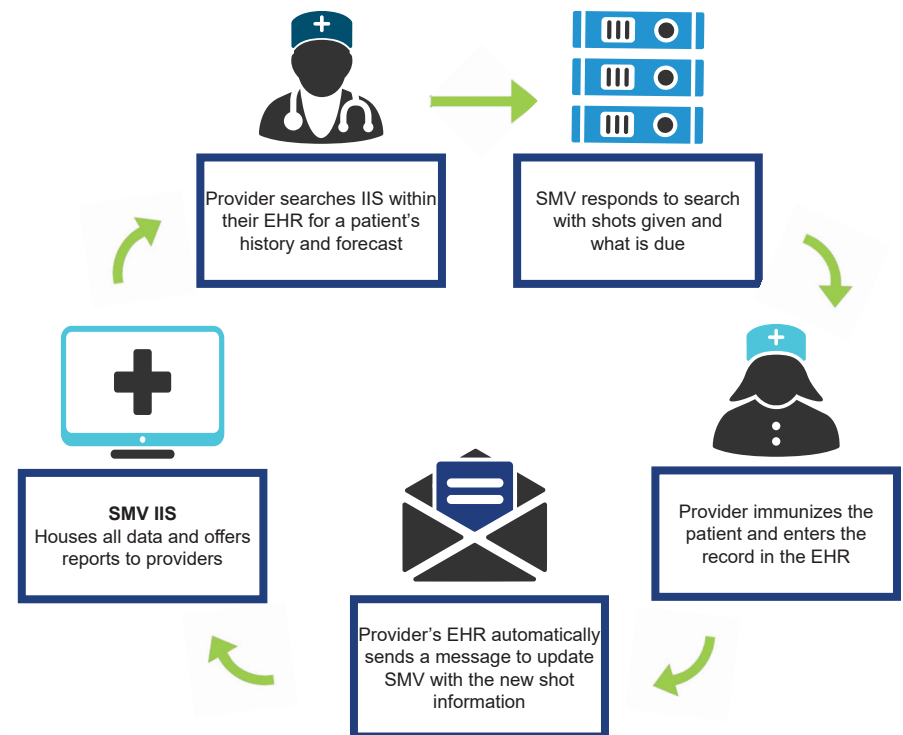 Provider searches IIS within
their EHR for a patient’s
history and forecast
SMV responds to search
with shots given and
what is due
Provider immunizes the
patient and enters the
record in the EHR
Provider’s EHR automatically
sends a message to update
SMV with the new shot
information
SMV IIS
Houses all data and offers
reports to providers